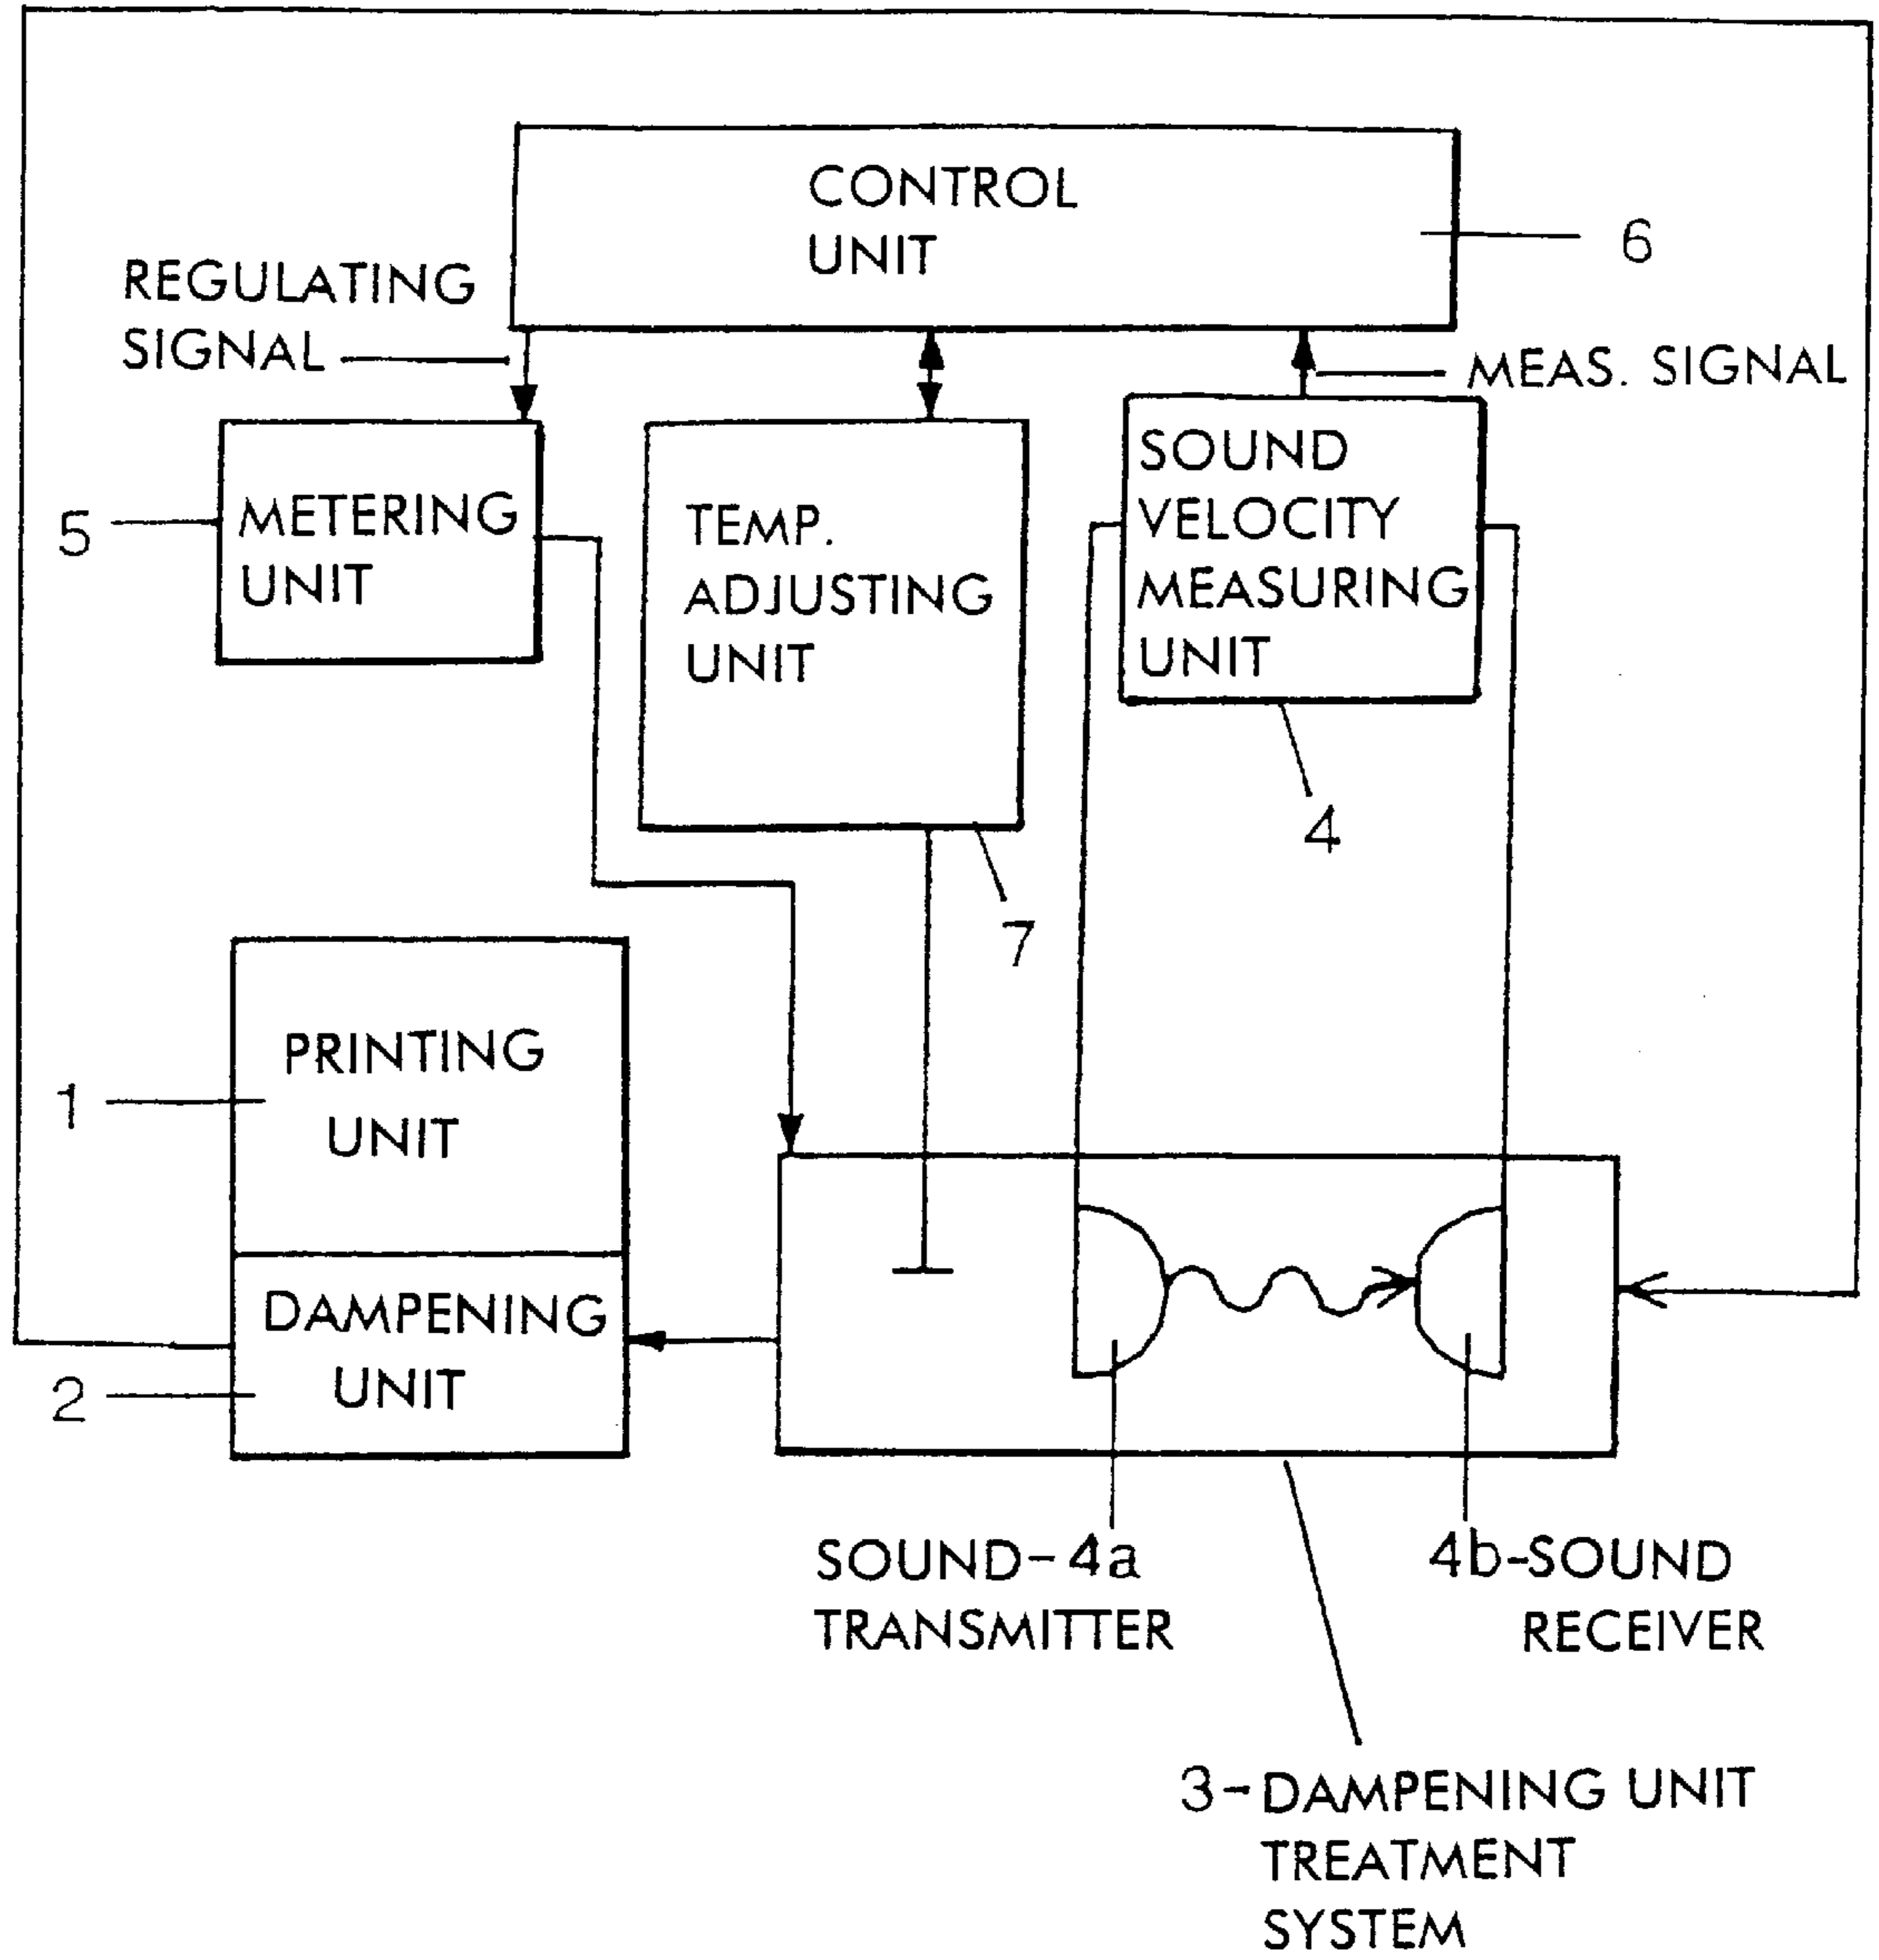 CONTROL
UNIT
6
REGULATING
SIGNAL
MEAS. SIGNAL
5
METERING
UNIT
TEMP.
ADJUSTING
UNIT
SOUND
VELOCITY
MEASURING
UNIT
4
7
1
PRINTING
UNIT
2
DAMPENING
UNIT
SOUND-4a
TRANSMITTER
4b-SOUND
RECEIVER
3-DAMPENING UNIT
TREATMENT
SYSTEM